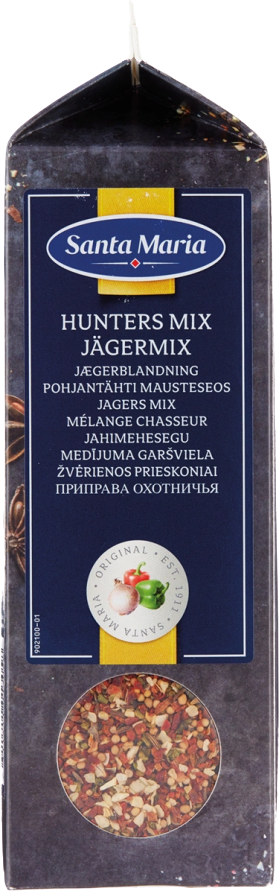 Santa Maria
HUNTERS MIX
JÄGERMIX
JÆGERBLANDNING
POHJANTÄHTI MAUSTESEOS
JAGERS MIX
MÉLANGE CHASSEUR
JAHIMEHESEGU
MEDĪJUMA GARŠVIELA
ŽVĖRIENOS PRIESKONIAI
ПРИПРАВА ОХОТНИЧЬЯ
ORIGINAL • EST. 1911 • SANTA MARIA •
902100-01